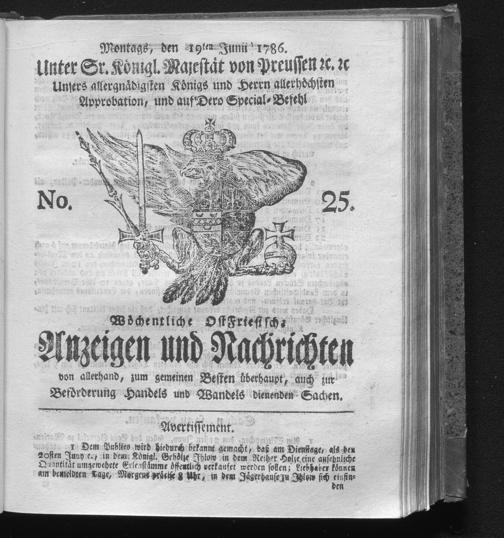 Montags, den 19ten Junii 1786.
Unter Sr. Königl. Majestät von Preussen ꝛc. ꝛc
Unsers allergnädigsten Königs und Herrn allerhöchsten
Approbation, und auf Dero Special-Befehl
No. 25.
Wöchentliche Ostfriesische
Anzeigen und Nachrichten
von allerhand, zum gemeinen Besten überhaupt, auch zur
Beförderung Handels und Wandels dienenden Sachen.
Avertissement.
1 Dem Publico wird hiedurch bekannt gemacht, daß am Dienstage, als den
20sten Juny c., in dem Königl. Gehölze Ihlow in dem Reiher Holze eine ansehnliche
Quantität umgewehete Ellerstämme öffentlich verkaufet werden sollen; Liebhaber können
am bemeldten Tage, Morgens präcise 8 Uhr, in dem Jägerhause zu Ihlow sich einfin-
den